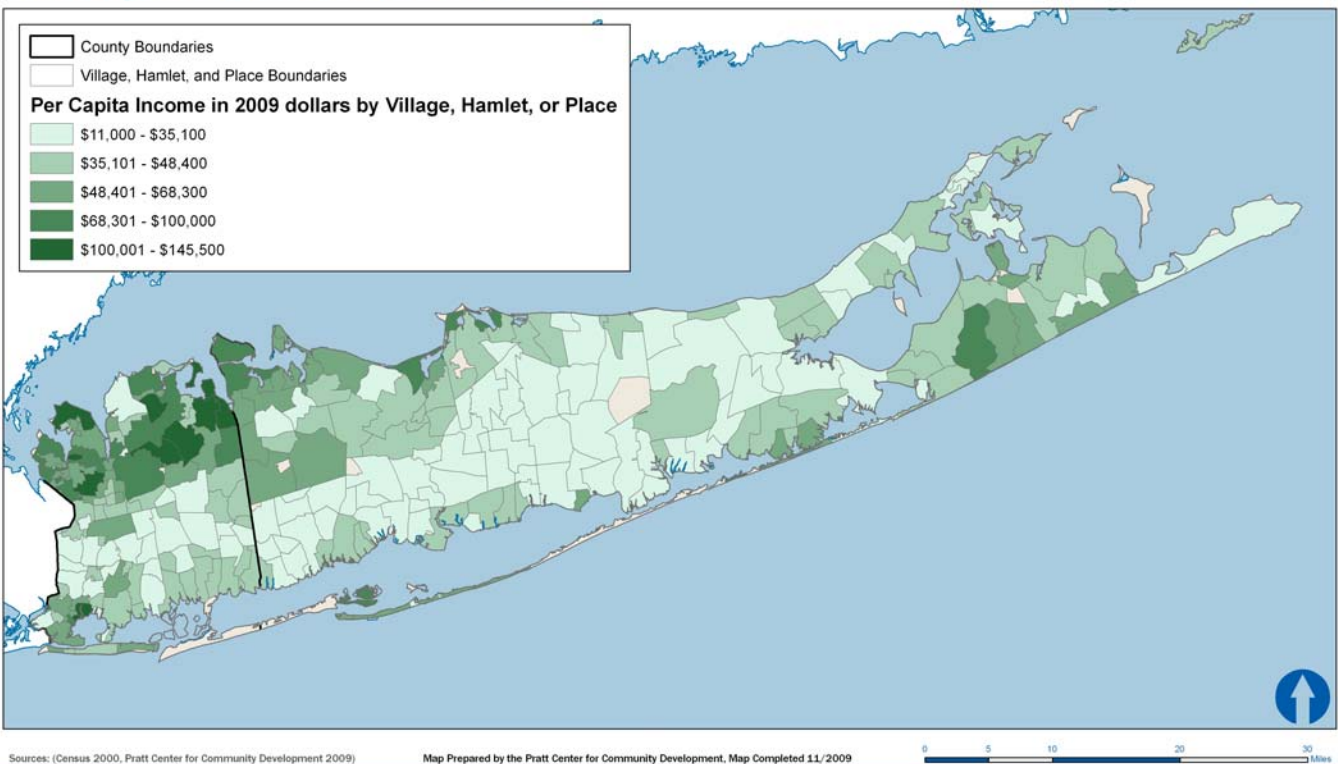 County Boundaries
Village, Hamlet, and Place Boundaries
Per Capita Income in 2009 dollars by Village, Hamlet, or Place
$11,000 - $35,100
$35,101 - $48,400
$48,401 - $68,300
$68,301 - $100,000
$100,001 - $145,500
Sources: (Census 2000, Pratt Center for Community Development 2009)
Map Prepared by the Pratt Center for Community Development, Map Completed 11/2009
0 5 10 20 30
Miles